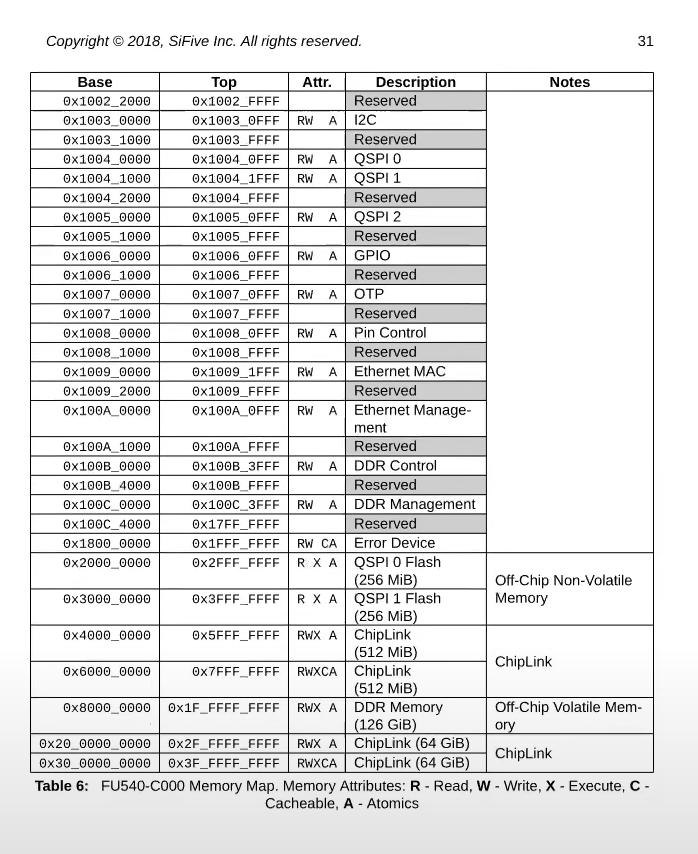 Copyright © 2018, SiFive Inc. All rights reserved. 31
Base Top Attr. Description Notes
0x1002_2000 0x1002_FFFF Reserved
0x1003_0000 0x1003_0FFF RW A I2C
0x1003_1000 0x1003_FFFF Reserved
0x1004_0000 0x1004_0FFF RW A QSPI 0
0x1004_1000 0x1004_1FFF RW A QSPI 1
0x1004_2000 0x1004_FFFF Reserved
0x1005_0000 0x1005_0FFF RW A QSPI 2
0x1005_1000 0x1005_FFFF Reserved
0x1006_0000 0x1006_0FFF RW A GPIO
0x1006_1000 0x1006_FFFF Reserved
0x1007_0000 0x1007_0FFF RW A OTP
0x1007_1000 0x1007_FFFF Reserved
0x1008_0000 0x1008_0FFF RW A Pin Control
0x1008_1000 0x1008_FFFF Reserved
0x1009_0000 0x1009_1FFF RW A Ethernet MAC
0x1009_2000 0x1009_FFFF Reserved
0x100A_0000 0x100A_0FFF RW A Ethernet Manage-
ment
0x100A_1000 0x100A_FFFF Reserved
0x100B_0000 0x100B_3FFF RW A DDR Control
0x100B_4000 0x100B_FFFF Reserved
0x100C_0000 0x100C_3FFF RW A DDR Management
0x100C_4000 0x17FF_FFFF Reserved
0x1800_0000 0x1FFF_FFFF RW CA Error Device
0x2000_0000 0x2FFF_FFFF R X A QSPI 0 Flash
(256 MiB)
Off-Chip Non-Volatile
Memory
0x3000_0000 0x3FFF_FFFF R X A QSPI 1 Flash
(256 MiB)
0x4000_0000 0x5FFF_FFFF RWX A ChipLink
(512 MiB)
ChipLink
0x6000_0000 0x7FFF_FFFF RWXCA ChipLink
(512 MiB)
0x8000_0000 0x1F_FFFF_FFFF RWX A DDR Memory Off-Chip Volatile Mem-
(126 GiB) ory
0x20_0000_0000 0x2F_FFFF_FFFF RWX A ChipLink (64 GiB)
ChipLink
0x30_0000_0000 0x3F_FFFF_FFFF RWXCA ChipLink (64 GiB)
Table 6: FU540-C000 Memory Map. Memory Attributes: R - Read, W - Write, X - Execute, C -
Cacheable, A - Atomics